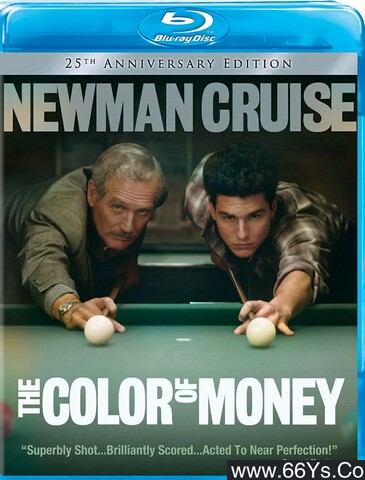 Blu-ray Disc
25TH ANNIVERSARY EDITION
NEWMAN CRUISE
THE COLOR OF MONEY
“Superbly Shot...Brilliantly Scored...Acted To Near Perfection!”
www.66Ys.Co